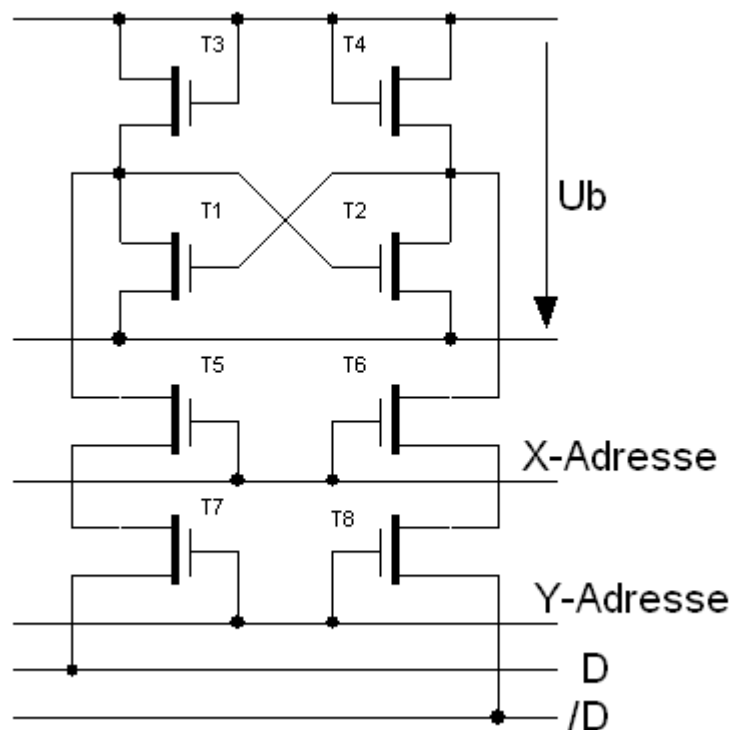 T3 T4
Ub
T1 T2
T5 T6
X-Adresse
T7 T8
Y-Adresse
D
/D